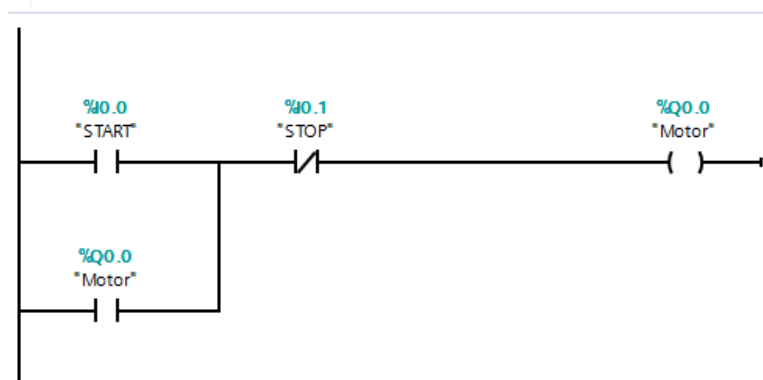 %I0.0
"START"
%I0.1
"STOP"
%Q0.0
"Motor"
%Q0.0
"Motor"